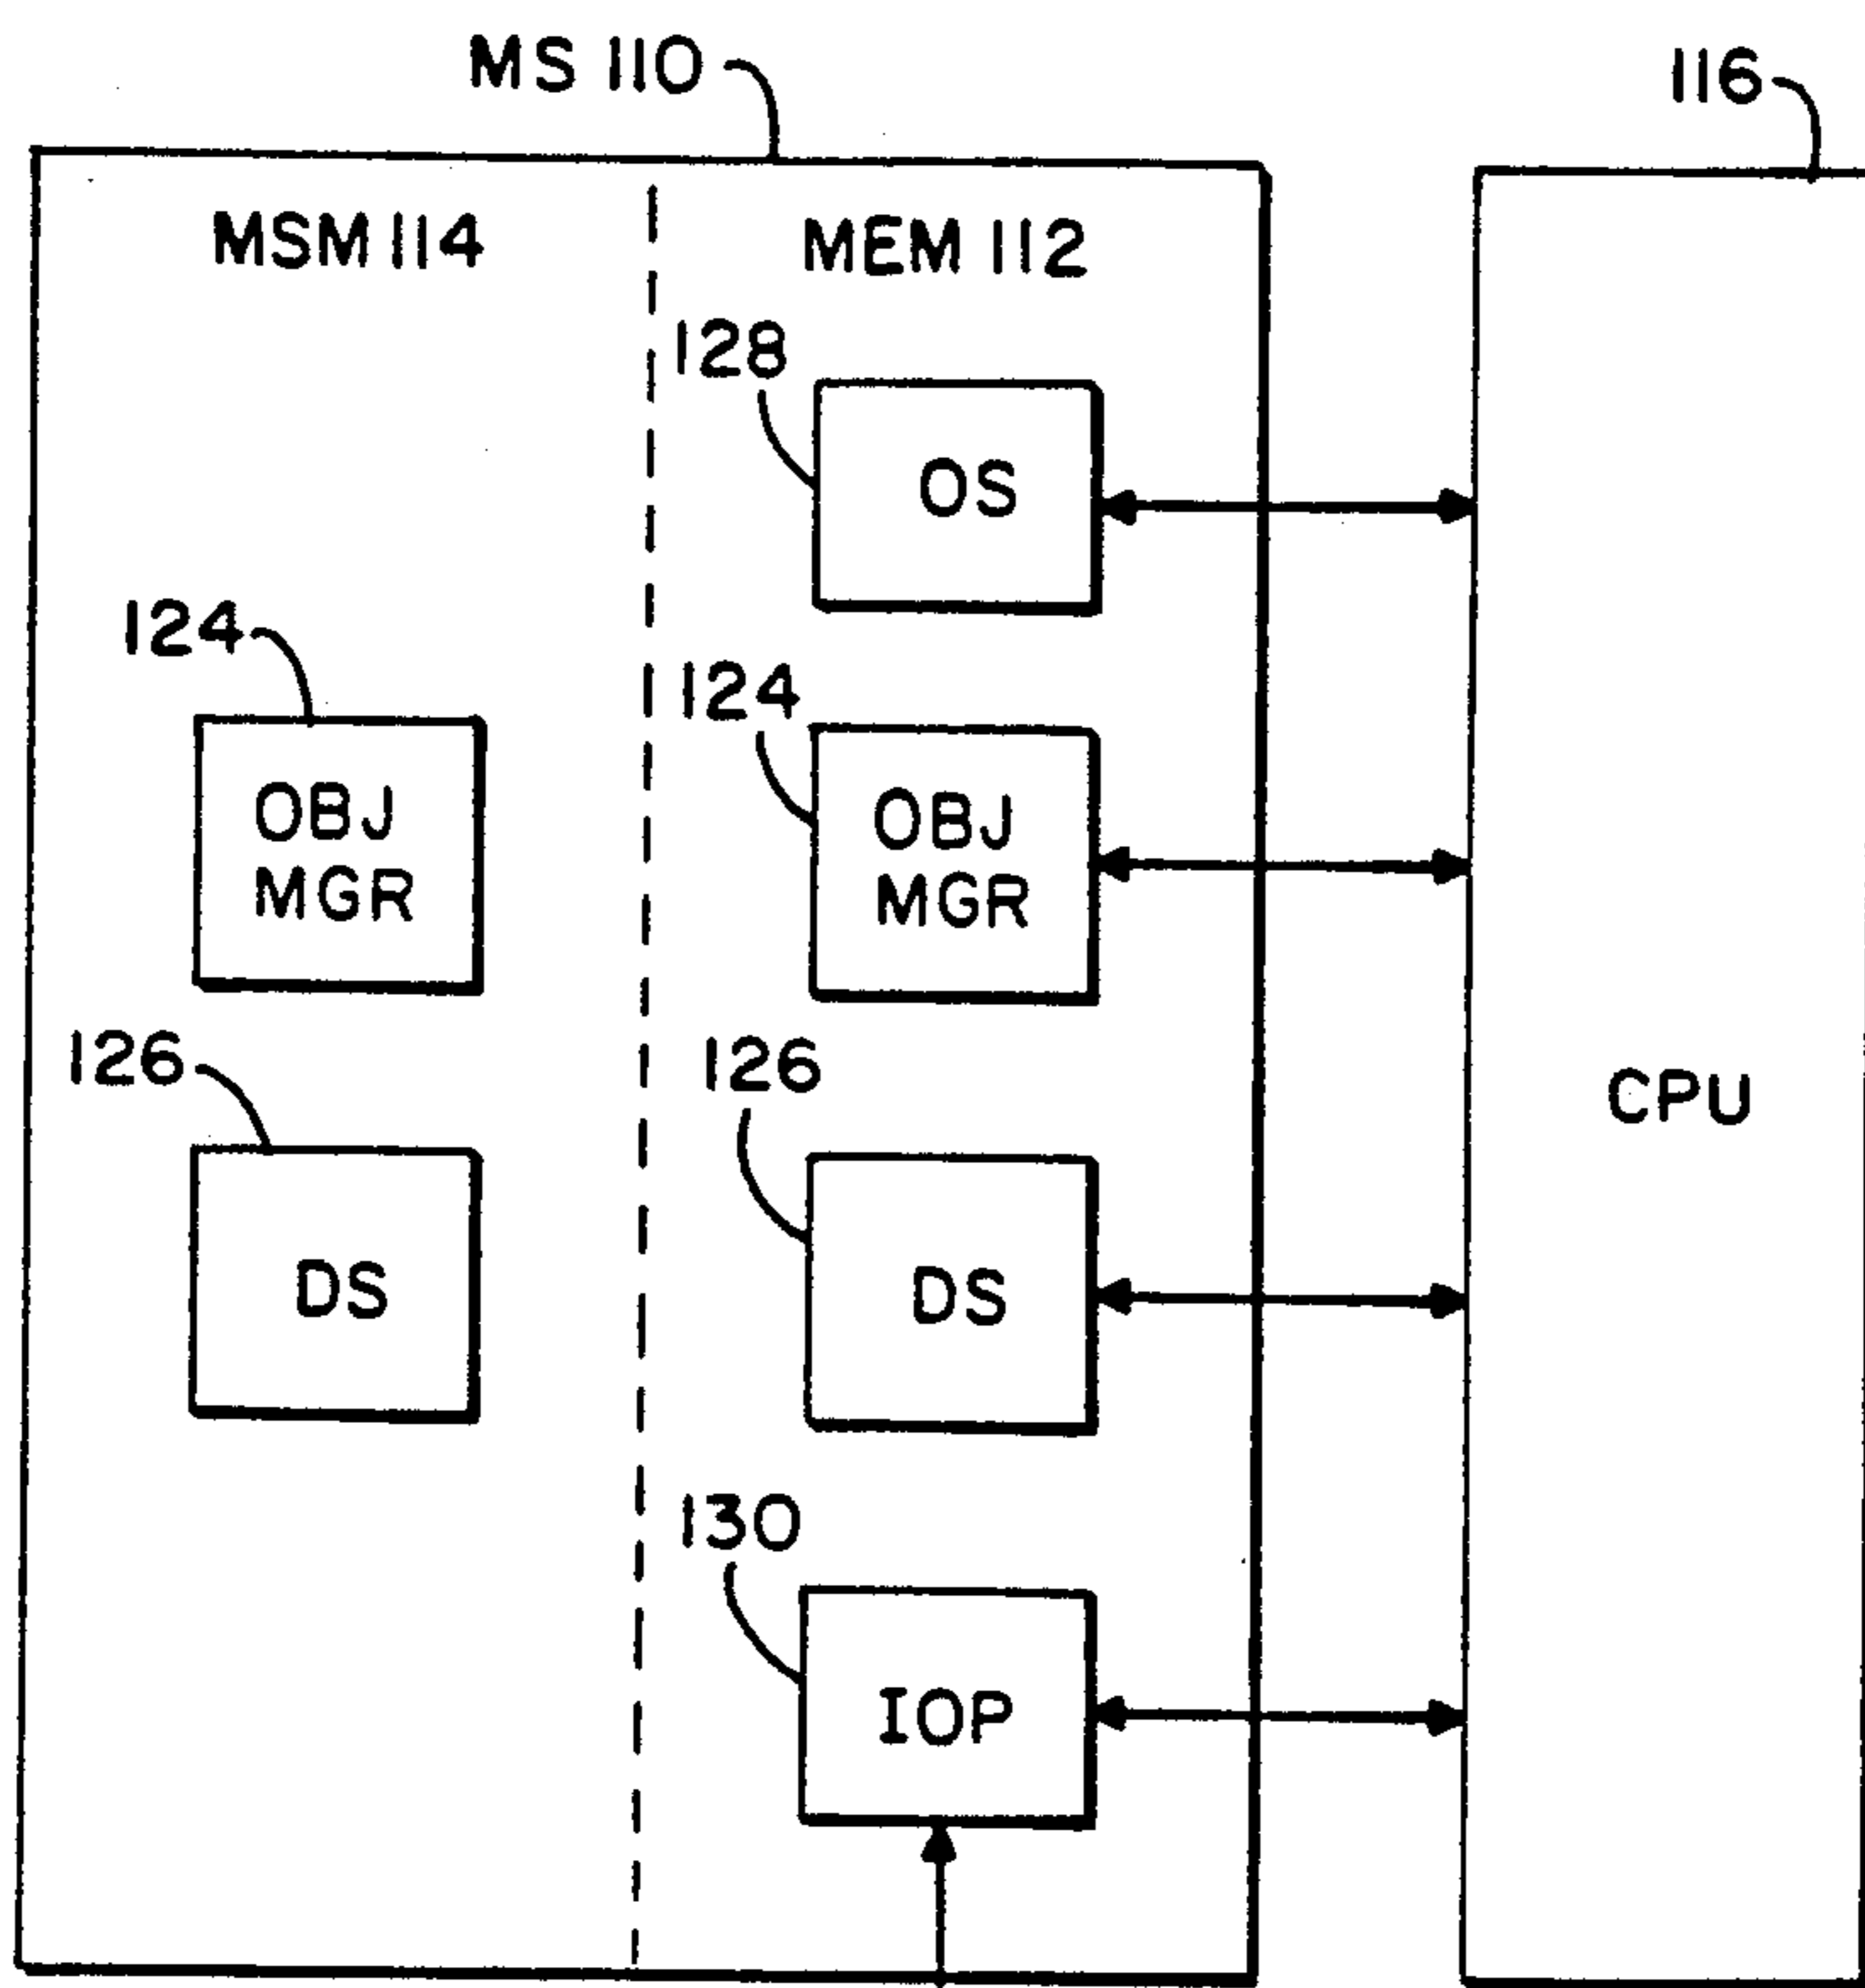 MS 110
116
MSM 114
MEM 112
128
OS
124
124
OBJ
MGR
OBJ
MGR
126
126
CPU
DS
DS
130
IOP